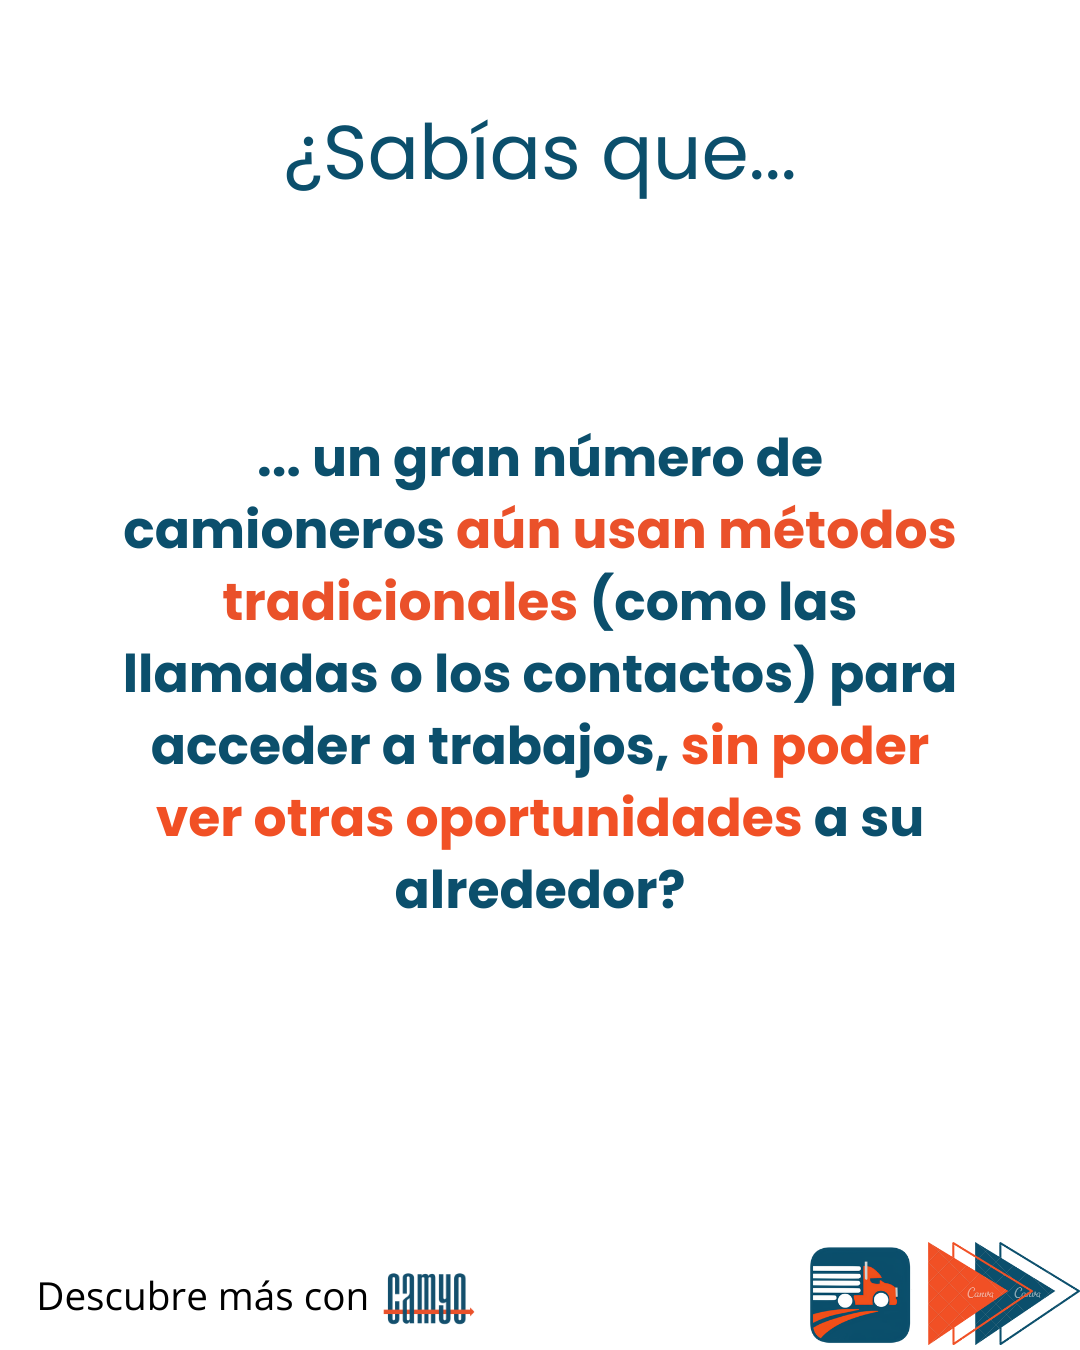 ¿Sabías que...
... un gran número de
camioneros aún usan métodos
tradicionales (como las
llamadas o los contactos) para
acceder a trabajos, sin poder
ver otras oportunidades a su
alrededor?
Descubre más con camyo
Canva Canva